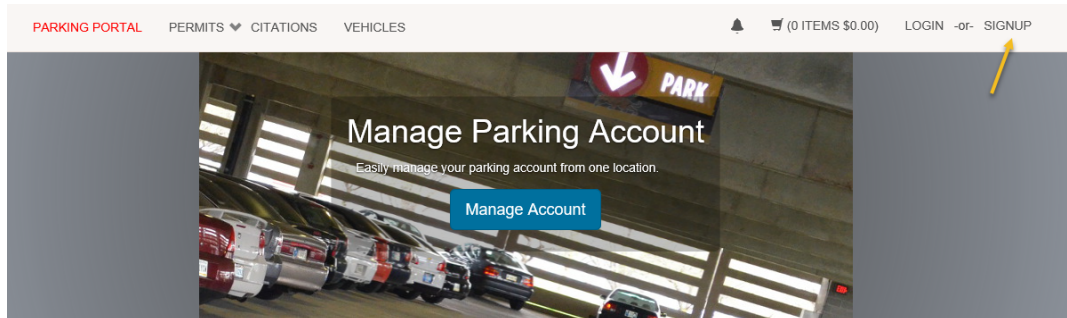 PARKING PORTAL PERMITS CITATIONS VEHICLES (0 ITEMS $0.00) LOGIN -or- SIGNUP
PARK
Manage Parking Account
Easily manage your parking account from one location.
Manage Account